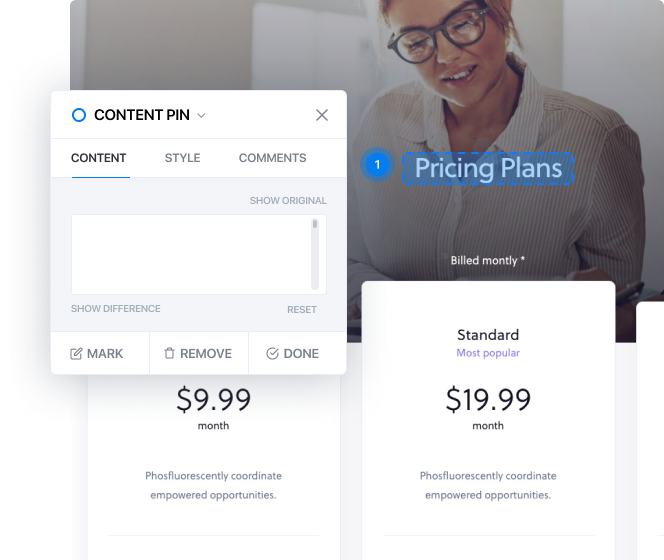 CONTENT PIN
CONTENT STYLE COMMENTS
SHOW ORIGINAL
SHOW DIFFERENCE RESET
MARK REMOVE DONE
1 Pricing Plans
Billed montly *
Standard
Most popular
$9.99
month
Phosfluorescently coordinate
empowered opportunities.
$19.99
month
Phosfluorescently coordinate
empowered opportunities.